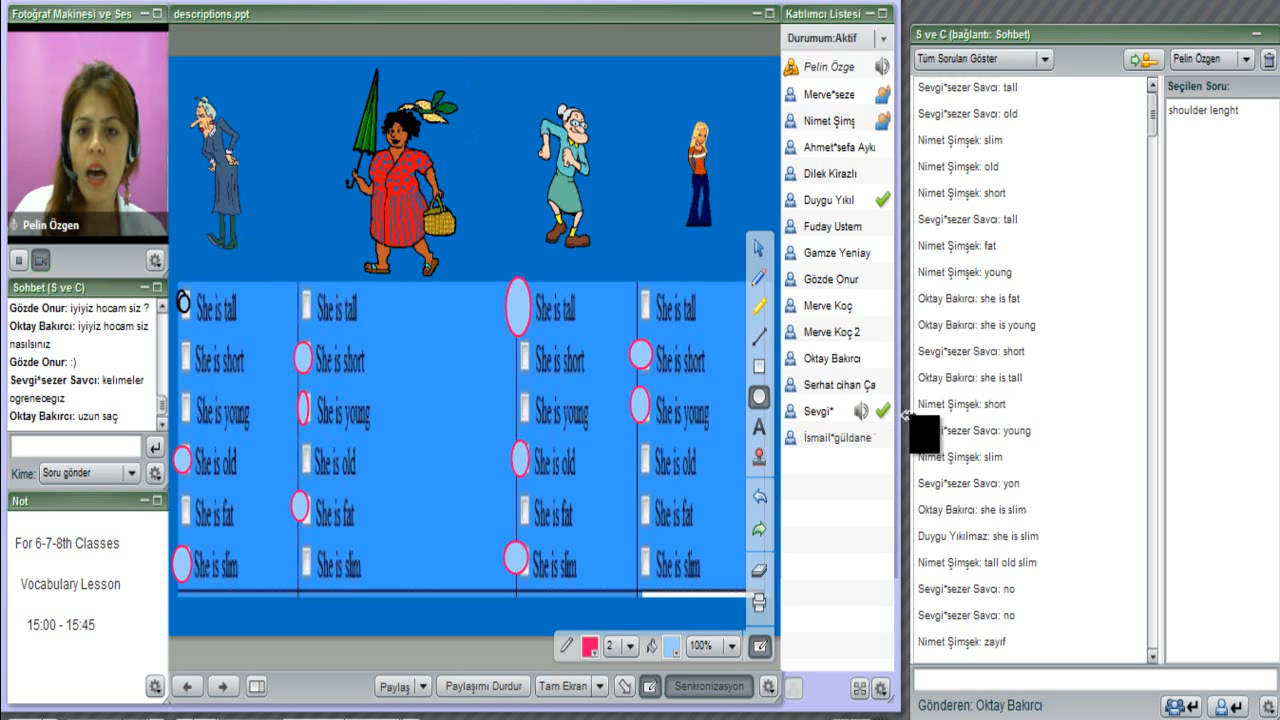 Fotoğraf Makinesi ve Ses
Pelin Özgen
Sohbet (S ve C)
Gözde Onur: iyiyiz hocam siz ?
Oktay Bakırcı: iyiyiz hocam siz
nasılsınız
Gözde Onur: :)
Sevgi*sezer Savcı: kelimeler
ogrenecegız
Oktay Bakırcı: uzun saç
Kime: Soru gönder
Not
For 6-7-8th Classes
Vocabulary Lesson
15:00 - 15:45
descriptions.ppt
She is tall She is tall She is tall She is tall
She is short She is short She is short She is short
She is young She is young She is young She is young
She is old She is old She is old She is old
She is fat She is fat She is fat She is fat
She is slim She is slim She is slim She is slim
A
2
100%
Paylaş
Paylaşımı Durdur
Tam Ekran
Senkronizasyon
Katılımcı Listesi
Durumum:Aktif
Pelin Özge
Merve*seze
Nimet Şimş
Ahmet*sefa Aykı
Dilek Kirazlı
Duygu Yıkıl
Fuday Ustem
Gamze Yeniay
Gözde Onur
Merve Koç
Merve Koç 2
Oktay Bakırcı
Serhat cihan Ça
Sevgi*
İsmail*güldane
S ve C (bağlantı: Sohbet)
Tüm Soruları Göster
Pelin Özgen
Sevgi*sezer Savcı: tall
Sevgi*sezer Savcı: old
Nimet Şimşek: slim
Nimet Şimşek: old
Nimet Şimşek: short
Sevgi*sezer Savcı: tall
Nimet Şimşek: fat
Nimet Şimşek: young
Oktay Bakırcı: she is fat
Oktay Bakırcı: she is young
Sevgi*sezer Savcı: short
Oktay Bakırcı: she is tall
Nimet Şimşek: short
sezer Savcı: young
Nimet Şimşek: slim
Sevgi*sezer Savcı: yon
Oktay Bakırcı: she is slim
Duygu Yıkılmaz: she is slim
Nimet Şimşek: tall old slim
Sevgi*sezer Savcı: no
Sevgi*sezer Savcı: no
Nimet Şimşek: zayıf
Seçilen Soru:
shoulder lenght
Gönderen: Oktay Bakırcı